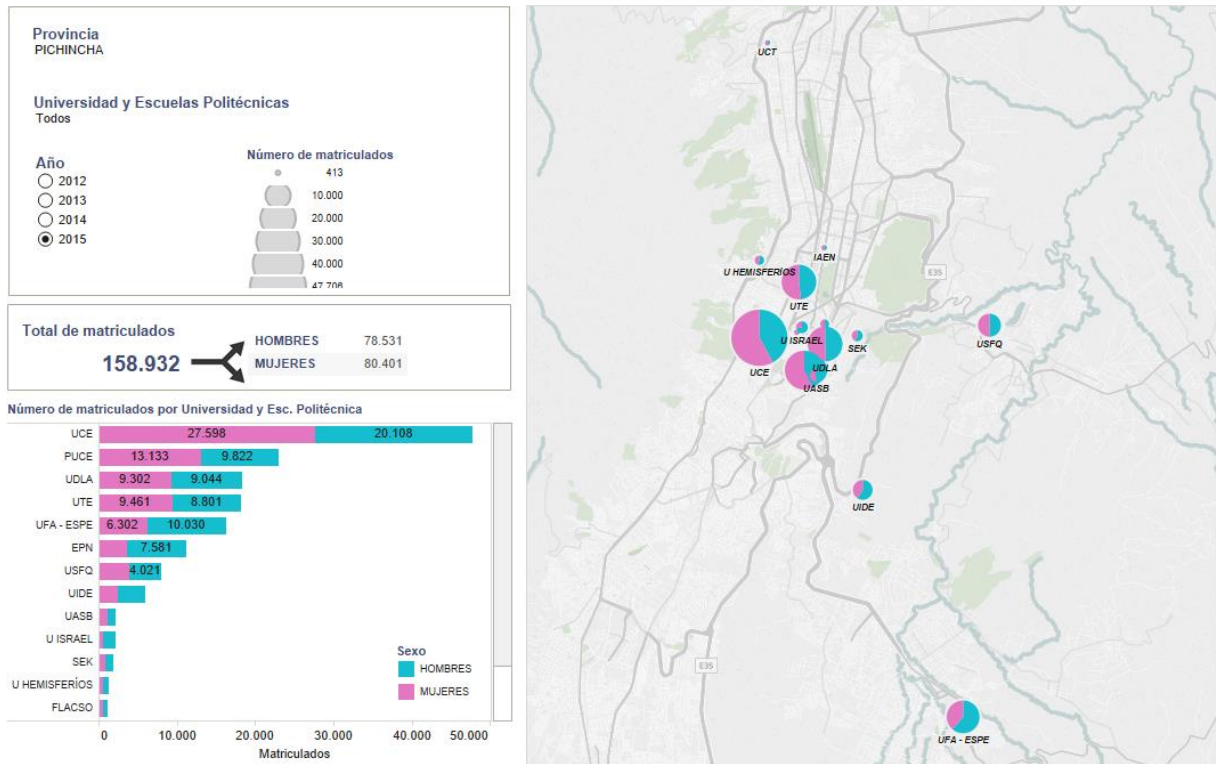 Provincia
PICHINCHA
Universidad y Escuelas Politécnicas
Todos
Año
2012
2013
2014
2015
Número de matriculados
413
10.000
20.000
30.000
40.000
47.706
Total de matriculados
158.932
HOMBRES 78.531
MUJERES 80.401
Número de matriculados por Universidad y Esc. Politécnica
UCE 27.598 20.108
PUCE 13.133 9.822
UDLA 9.302 9.044
UTE 9.461 8.801
UFA - ESPE 6.302 10.030
EPN 7.581
USFQ 4.021
UIDE
UASB
U ISRAEL
SEK
U HEMISFERÍOS
FLACSO
Sexo
HOMBRES
MUJERES
0 10.000 20.000 30.000 40.000 50.000
Matriculados
UCT
IAEN
U HEMISFERÍOS
E35
UTE
U ISRAEL
SEK
USFQ
UCE
UDLA
UASB
UIDE
E35
UFA - ESPE